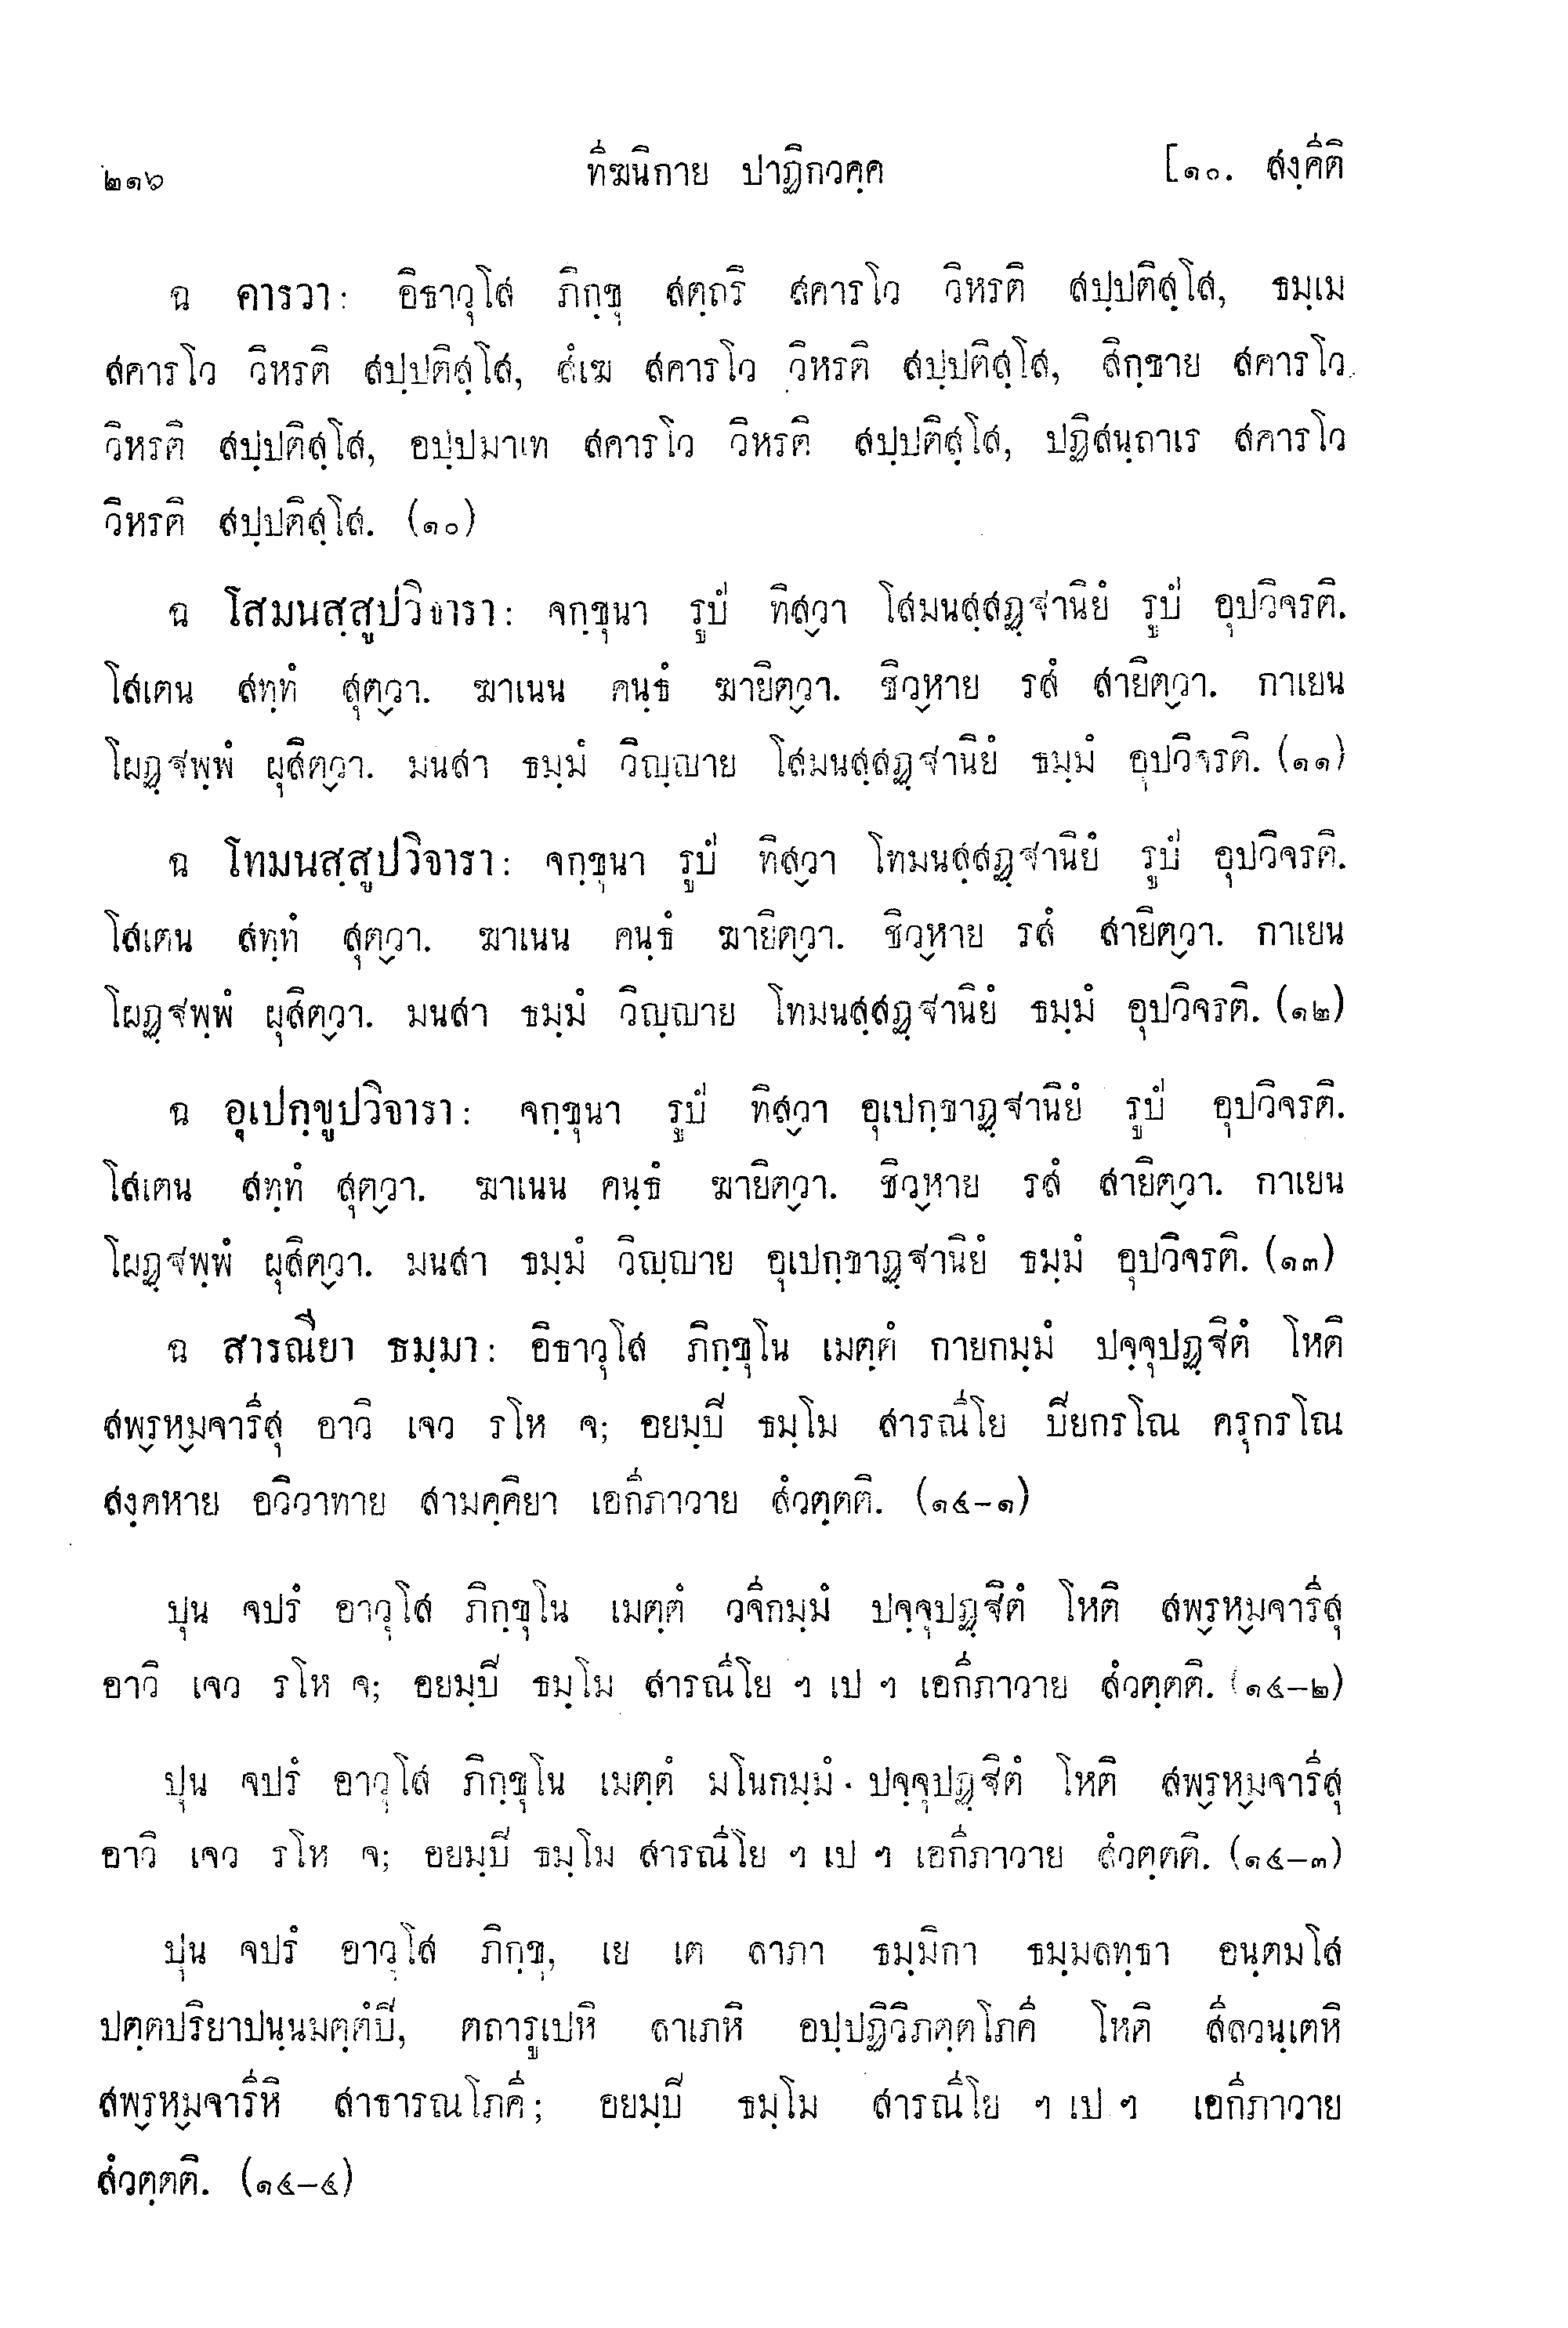 ๒๑๖ ทีฆนิกาย ปาฏิกวคฺค [๑๐. สงฺคีติ
ฉ คารวา: อิธาวุโส ภิกฺขุ สตฺถริ สคารโว วิหรติ สปฺปติสฺโส, ธมฺเม
สคารโว วิหรติ สปฺปติสฺโส, สํเฆ สคารโว วิหรติ สปฺปติสฺโส, สิกฺขาย สคารโว
วิหรติ สปฺปติสฺโส, อปฺปมาเท สคารโว วิหรติ สปฺปติสฺโส, ปฏิสนฺถาเร สคารโว
วิหรติ สปฺปติสฺโส. (๑๐)
ฉ โสมนสฺสูปวิจารา: จกฺขุนา รูปํ ทิสฺวา โสมนสฺสฏฺฐานิยํ รูปํ อุปวิจรติ.
โสเตน สทฺทํ สุตฺวา. ฆาเนน คนฺธํ ฆายิตฺวา. ชิวฺหาย รสํ สายิตฺวา. กาเยน
โผฏฺฐพฺพํ ผุสิตฺวา. มนสา ธมฺมํ วิญฺญาย โสมนสฺสฏฺฐานิยํ ธมฺมํ อุปวิจรติ. (๑๑)
ฉ โทมนสฺสูปวิจารา: จกฺขุนา รูปํ ทิสฺวา โทมนสฺสฏฺฐานิยํ รูปํ อุปวิจรติ.
โสเตน สทฺทํ สุตฺวา. ฆาเนน คนฺธํ ฆายิตฺวา. ชิวฺหาย รสํ สายิตฺวา. กาเยน
โผฏฺฐพฺพํ ผุสิตฺวา. มนสา ธมฺมํ วิญฺญาย โทมนสฺสฏฺฐานิยํ ธมฺมํ อุปวิจรติ. (๑๒)
ฉ อุเปกฺขูปวิจารา: จกฺขุนา รูปํ ทิสฺวา อุเปกฺขาฏฺฐานิยํ รูปํ อุปวิจรติ.
โสเตน สทฺทํ สุตฺวา. ฆาเนน คนฺธํ ฆายิตฺวา. ชิวฺหาย รสํ สายิตฺวา. กาเยน
โผฏฺฐพฺพํ ผุสิตฺวา. มนสา ธมฺมํ วิญฺญาย อุเปกฺขาฏฺฐานิยํ ธมฺมํ อุปวิจรติ. (๑๓)
ฉ สารณียา ธมฺมา: อิธาวุโส ภิกฺขุโน เมตฺตํ กายกมฺมํ ปจฺจุปฏฺฐิตํ โหติ
สพฺรหฺมจารีสุ อาวิ เจว รโห จ; อยมฺปิ ธมฺโม สารณีโย ปิยกรโณ ครุกรโณ
สงฺคหาย อวิวาทาย สามคฺคิยา เอกีภาวาย สํวตฺตติ. (๑๔–๑)
ปุน จปรํ อาวุโส ภิกฺขุโน เมตฺตํ วจีกมฺมํ ปจฺจุปฏฺฐิตํ โหติ สพฺรหฺมจารีสุ
อาวิ เจว รโห จ; อยมฺปิ ธมฺโม สารณีโย ฯ เป ฯ เอกีภาวาย สํวตฺตติ. (๑๔–๒)
ปุน จปรํ อาวุโส ภิกฺขุโน เมตฺตํ มโนกมฺมํ ปจฺจุปฏฺฐิตํ โหติ สพฺรหฺมจารีสุ
อาวิ เจว รโห จ; อยมฺปิ ธมฺโม สารณีโย ฯ เป ฯ เอกีภาวาย สํวตฺตติ. (๑๔–๓)
ปุน จปรํ อาวุโส ภิกฺขุ, เย เต ลาภา ธมฺมิกา ธมฺมลทฺธา อนฺตมโส
ปตฺตปริยาปนฺนมตฺตํปิ, ตถารูเปหิ ลาเภหิ อปฺปฏิวิภตฺตโภคี โหติ สีลวนฺเตหิ
สพฺรหฺมจารีหิ สาธารณโภคี; อยมฺปิ ธมฺโม สารณีโย ฯ เป ฯ เอกีภาวาย
สํวตฺตติ. (๑๔–๔)